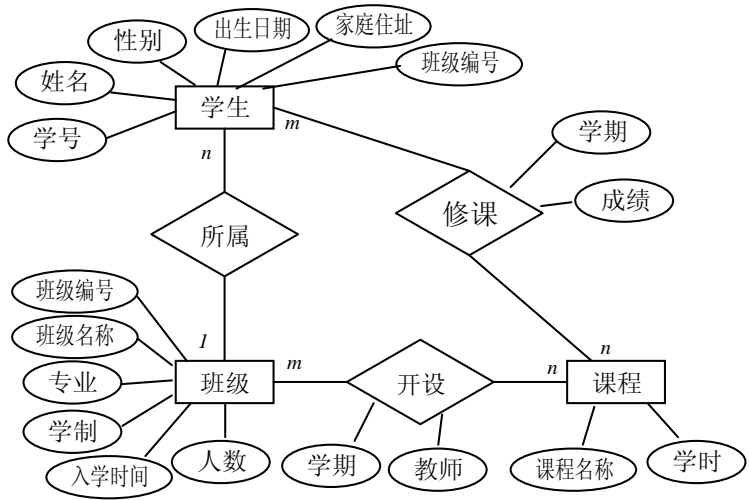 出生日期
家庭住址
性别
班级编号
姓名
学生
m
学期
学号
n
成绩
修课
所属
班级编号
班级名称
1
m
n
n
专业
班级
开设
课程
学制
入学时间
人数
学期
教师
课程名称
学时